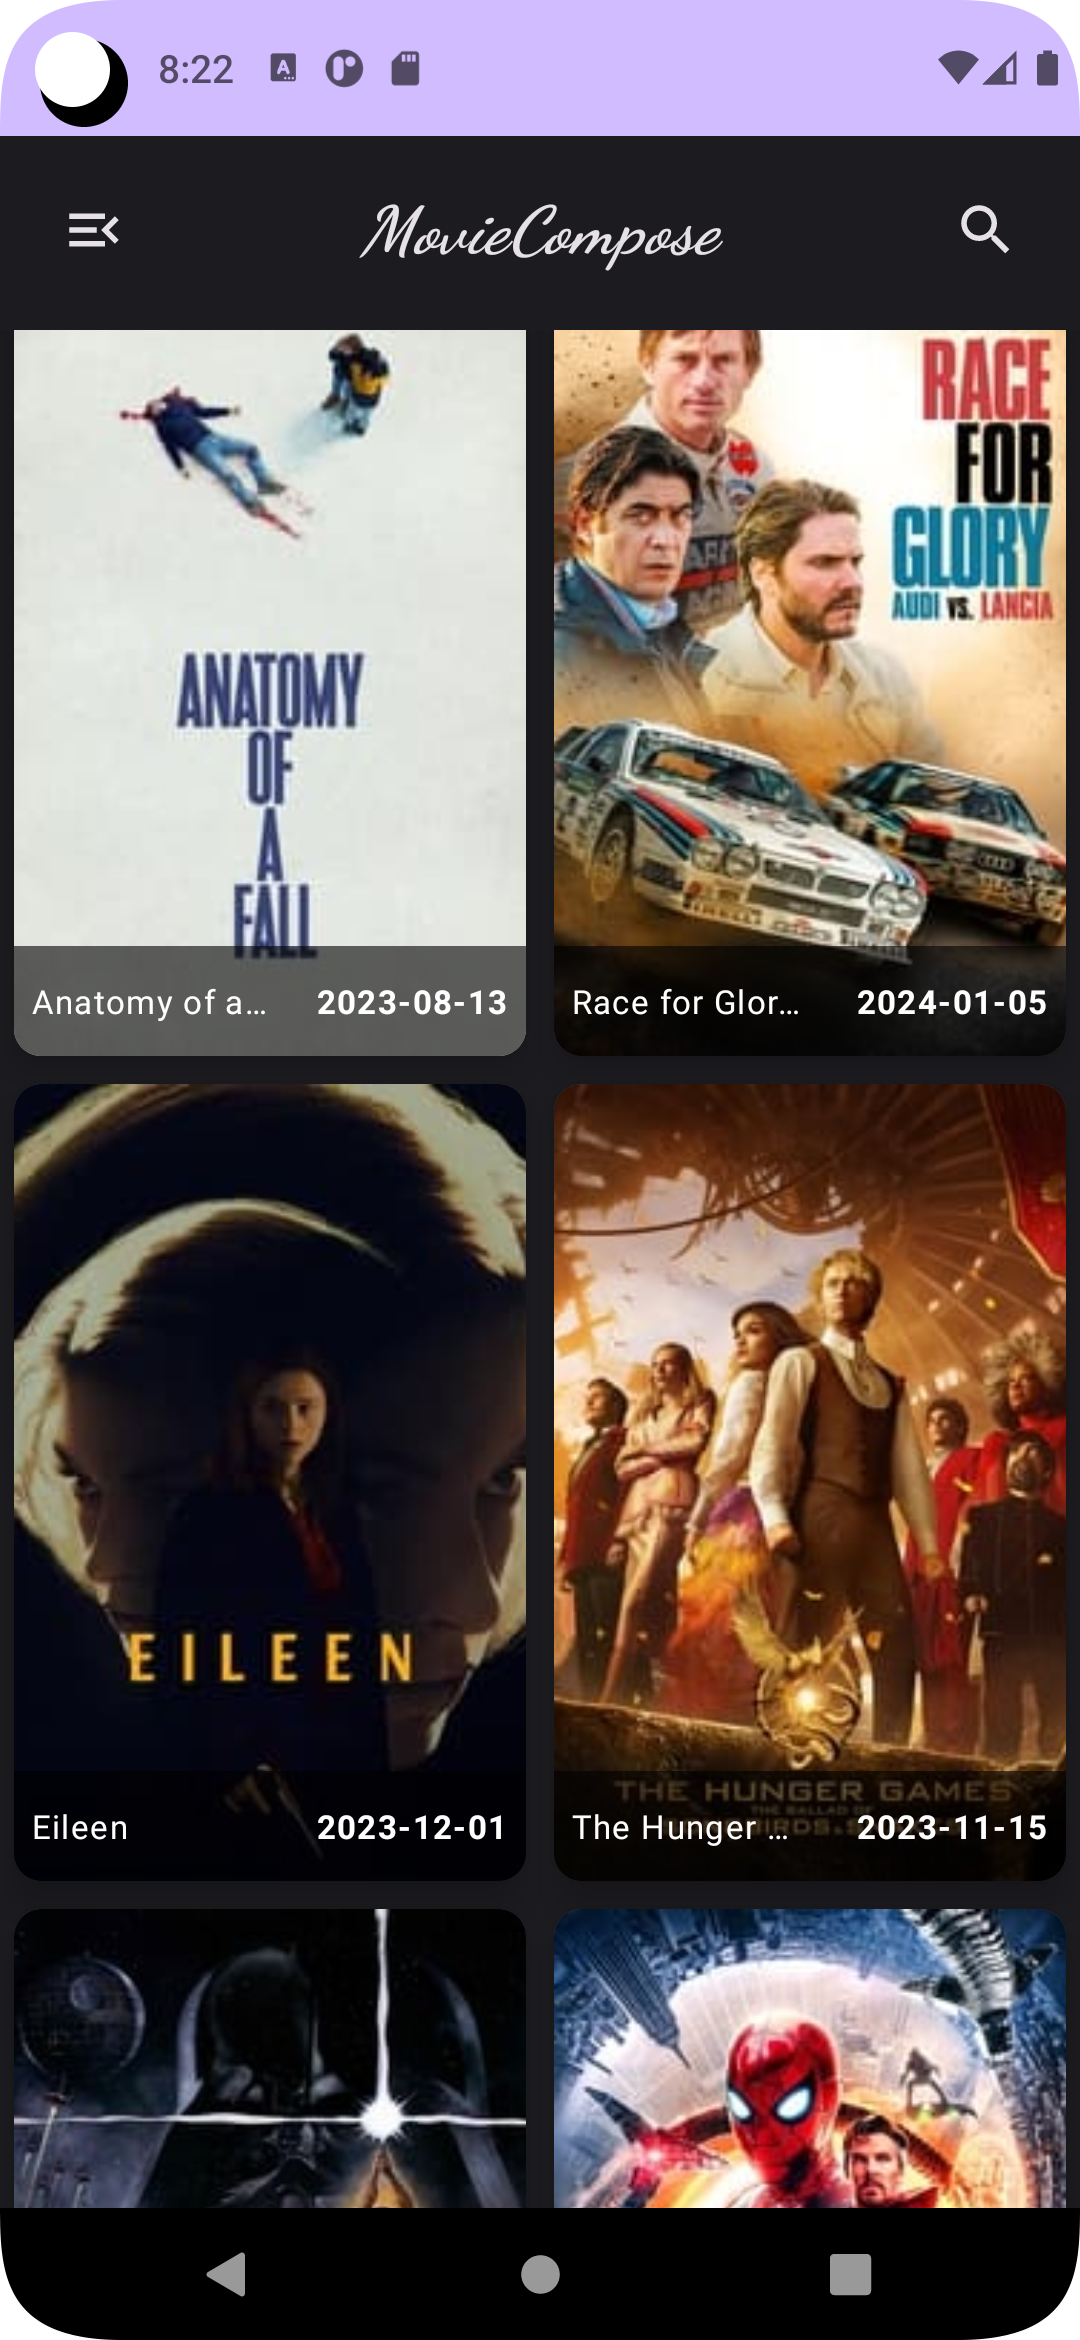 8:22
MovieCompose
ANATOMY
OF
A
FALL
Anatomy of a... 2023-08-13
RACE
FOR
GLORY
AUDI VS. LANCIA
Race for Glor... 2024-01-05
EILEEN
Eileen 2023-12-01
THE HUNGER GAMES
The Hunger ... 2023-11-15